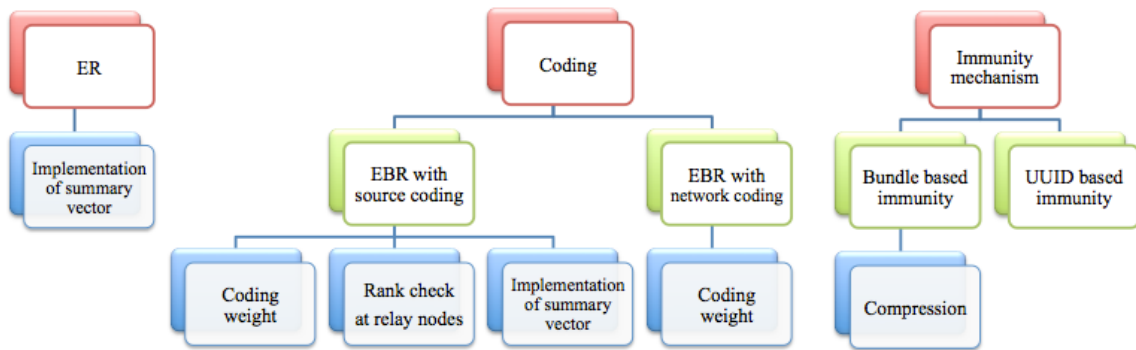 ER
Implementation
of summary
vector
Coding
EBR with
source coding
EBR with
network coding
Coding
weight
Rank check
at relay nodes
Implementation
of summary
vector
Coding
weight
Immunity
mechanism
Bundle based
immunity
UUID based
immunity
Compression